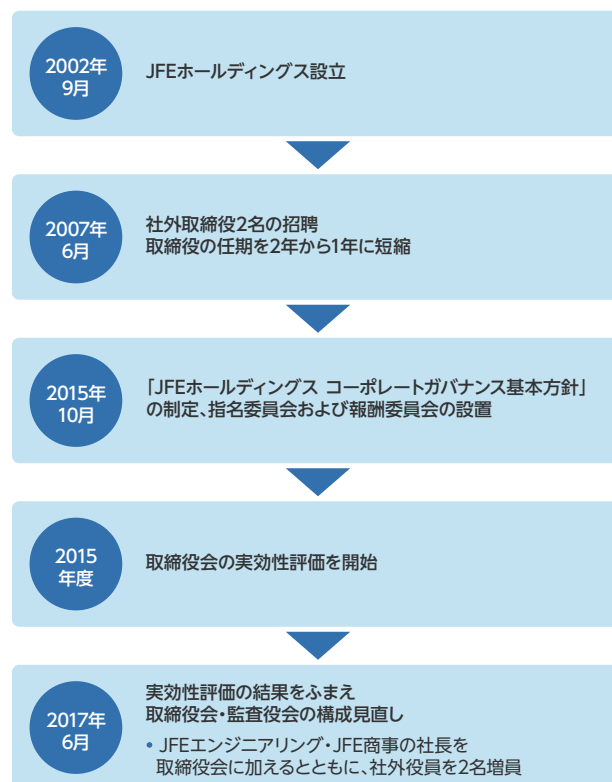 2002年
9月
JFEホールディングス設立
2007年
6月
社外取締役2名の招聘
取締役の任期を2年から1年に短縮
2015年
10月
「JFEホールディングス コーポレートガバナンス基本方針」
の制定、指名委員会および報酬委員会の設置
2015
年度
取締役会の実効性評価を開始
2017年
6月
実効性評価の結果をふまえ
取締役会・監査役会の構成見直し
• JFEエンジニアリング・JFE商事の社長を
取締役会に加えるとともに、社外役員を2名増員